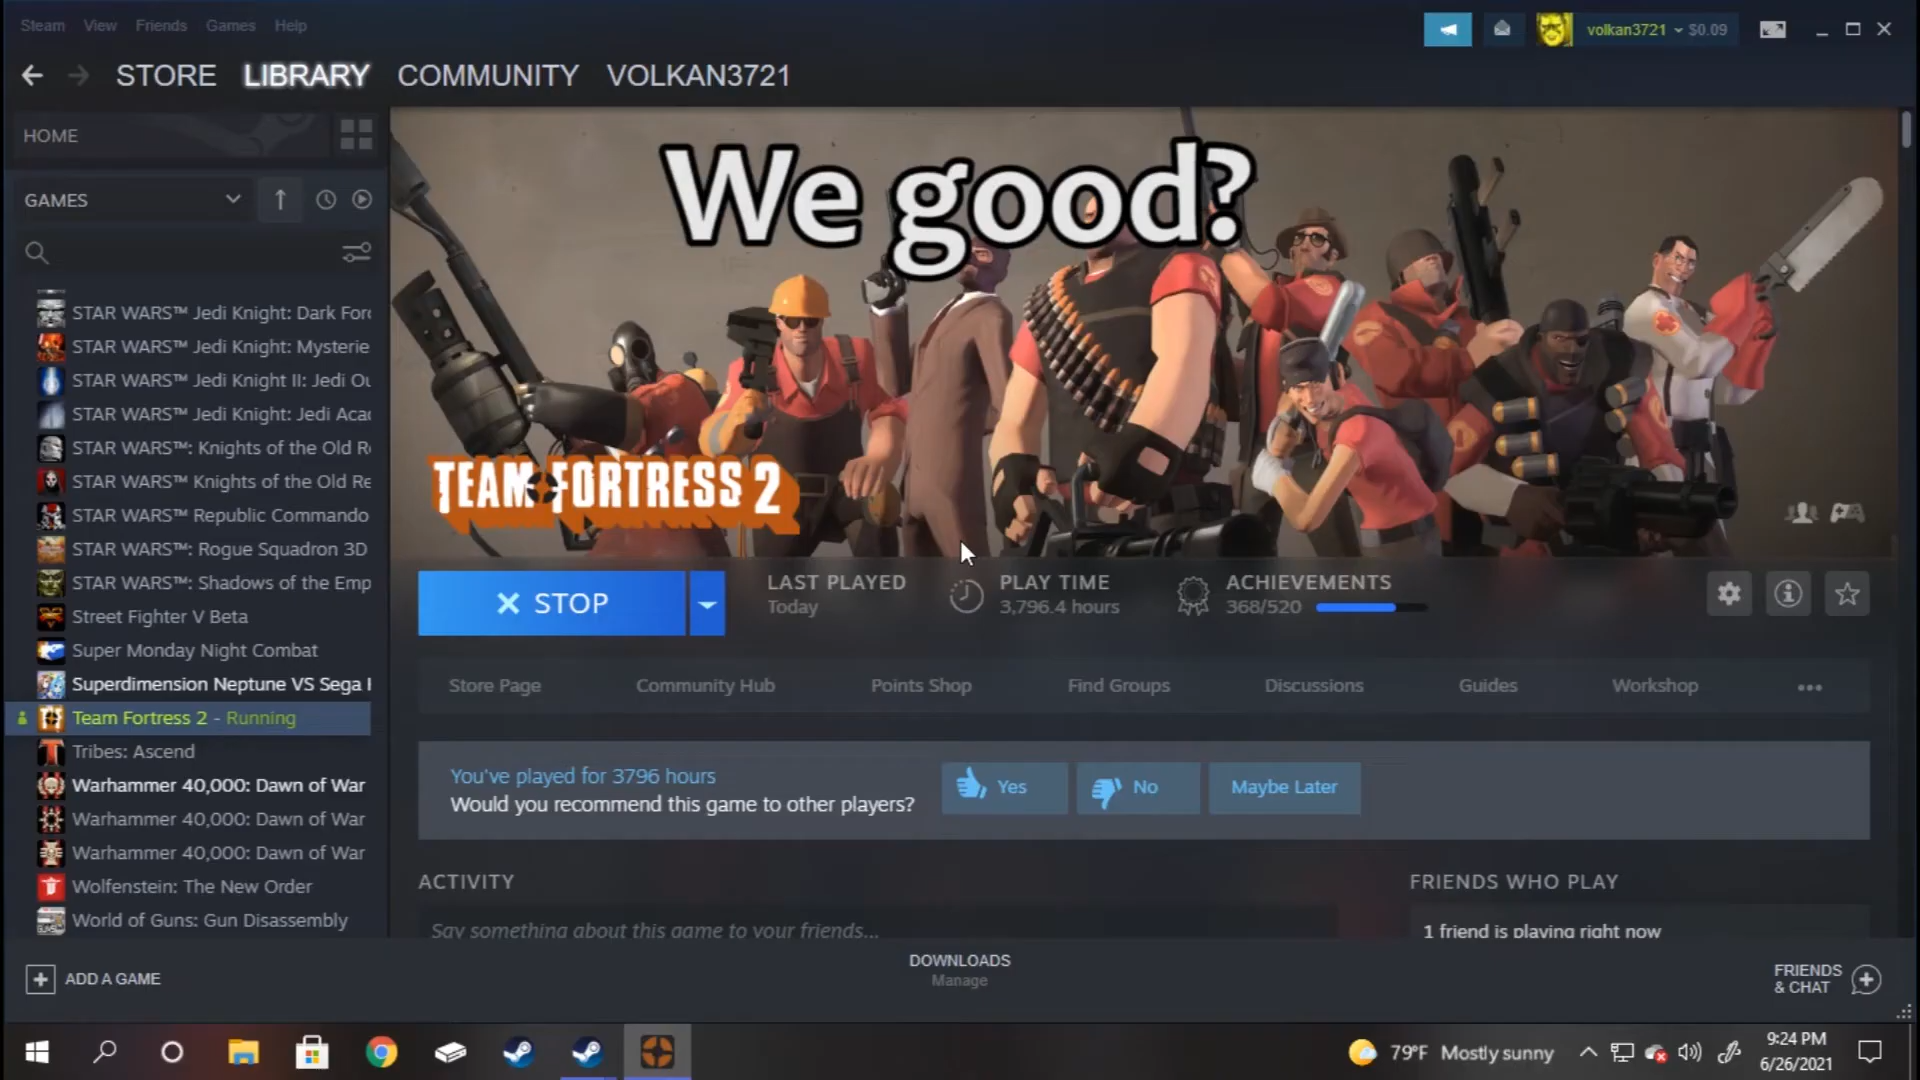 Steam View Friends Games Help
volkan3721 $0.09
STORE LIBRARY COMMUNITY VOLKAN3721
HOME
GAMES
We good?
STAR WARS™ Jedi Knight: Dark Forc
STAR WARS™ Jedi Knight: Mysterie
STAR WARS™ Jedi Knight II: Jedi Ou
STAR WARS™ Jedi Knight: Jedi Acad
STAR WARS™: Knights of the Old Re
STAR WARS™ Knights of the Old Re
STAR WARS™ Republic Commando
STAR WARS™: Rogue Squadron 3D
STAR WARS™: Shadows of the Emp
Street Fighter V Beta
Super Monday Night Combat
Superdimension Neptune VS Sega H
Team Fortress 2 - Running
Tribes: Ascend
Warhammer 40,000: Dawn of War
Warhammer 40,000: Dawn of War
Warhammer 40,000: Dawn of War
Wolfenstein: The New Order
World of Guns: Gun Disassembly
TEAM FORTRESS 2
STOP
LAST PLAYED
Today
PLAY TIME
3,796.4 hours
ACHIEVEMENTS
368/520
Store Page Community Hub Points Shop Find Groups Discussions Guides Workshop
You've played for 3796 hours
Would you recommend this game to other players?
Yes No Maybe Later
ACTIVITY
Say something about this game to your friends...
FRIENDS WHO PLAY
1 friend is playing right now
ADD A GAME
DOWNLOADS
Manage
FRIENDS
& CHAT
79°F Mostly sunny
9:24 PM
6/26/2021